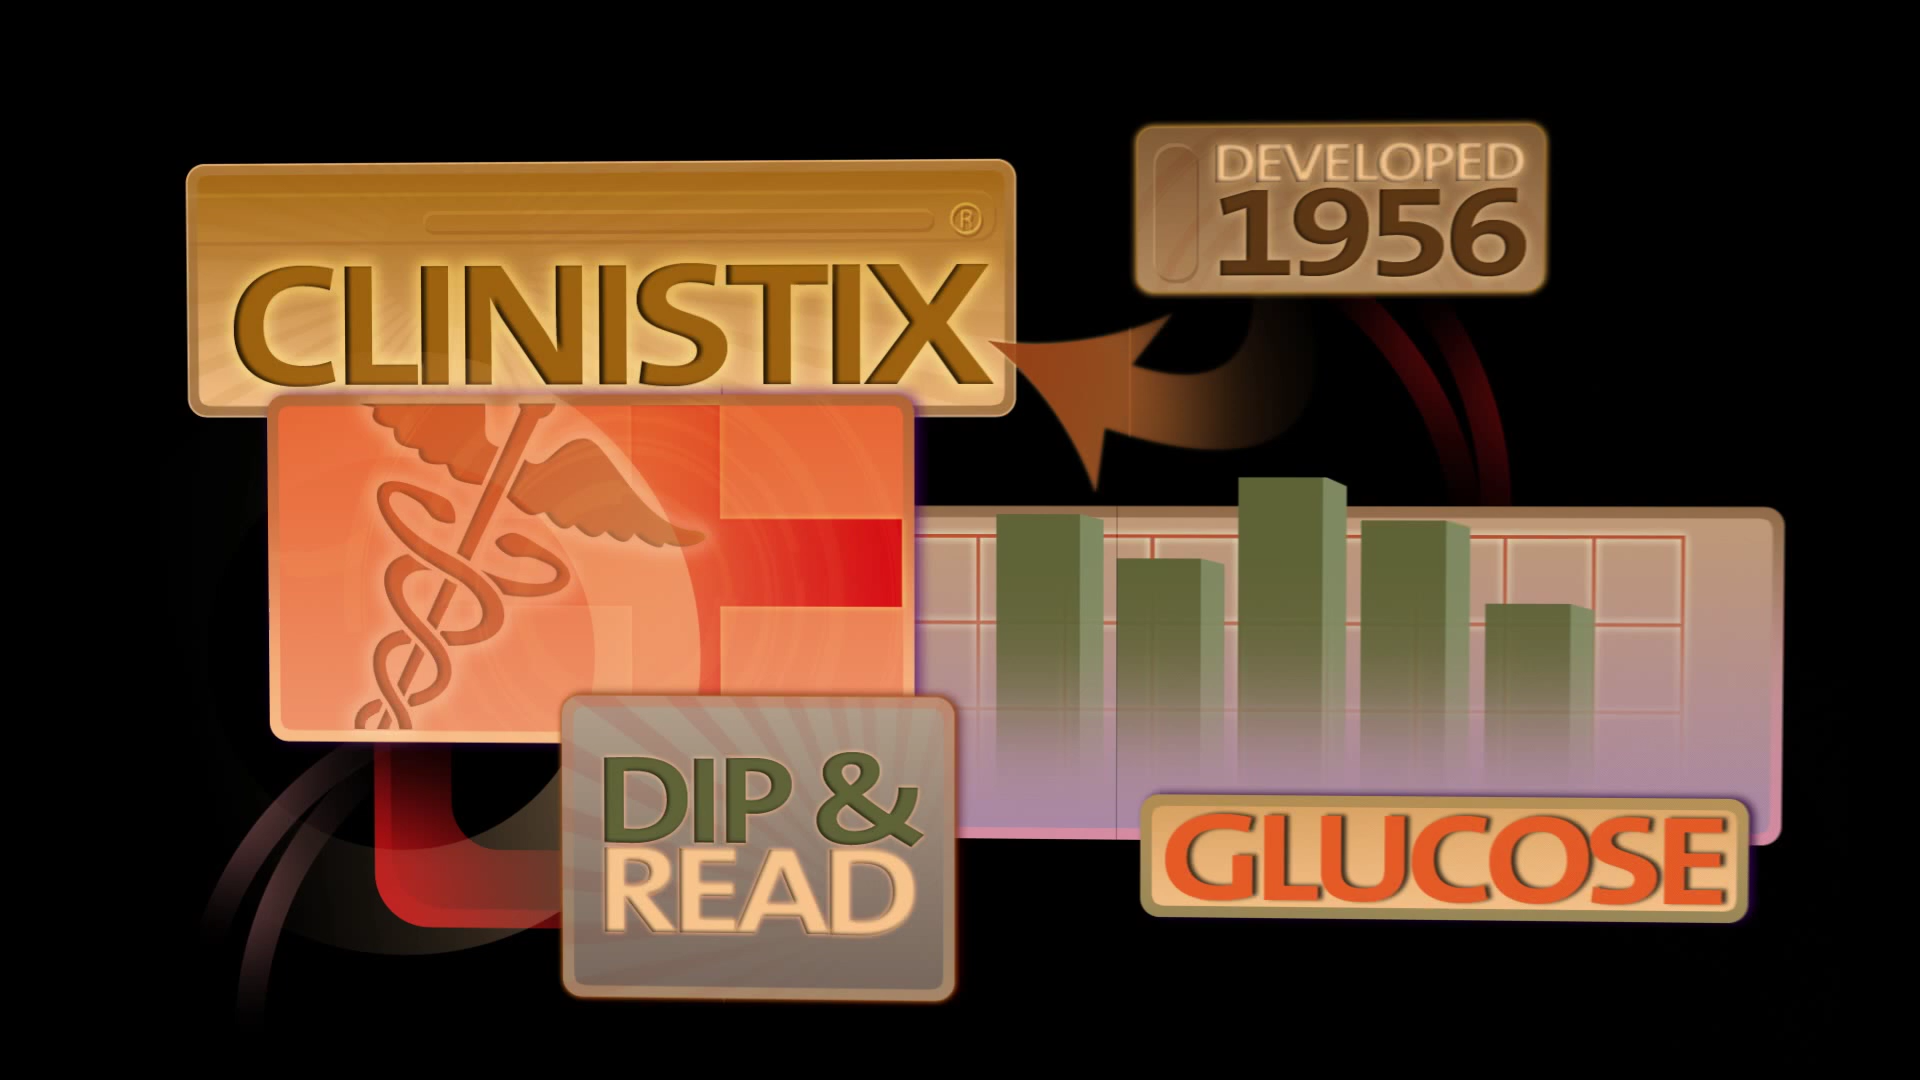 DEVELOPED
1956
®
CLINISTIX
DIP &
READ
GLUCOSE